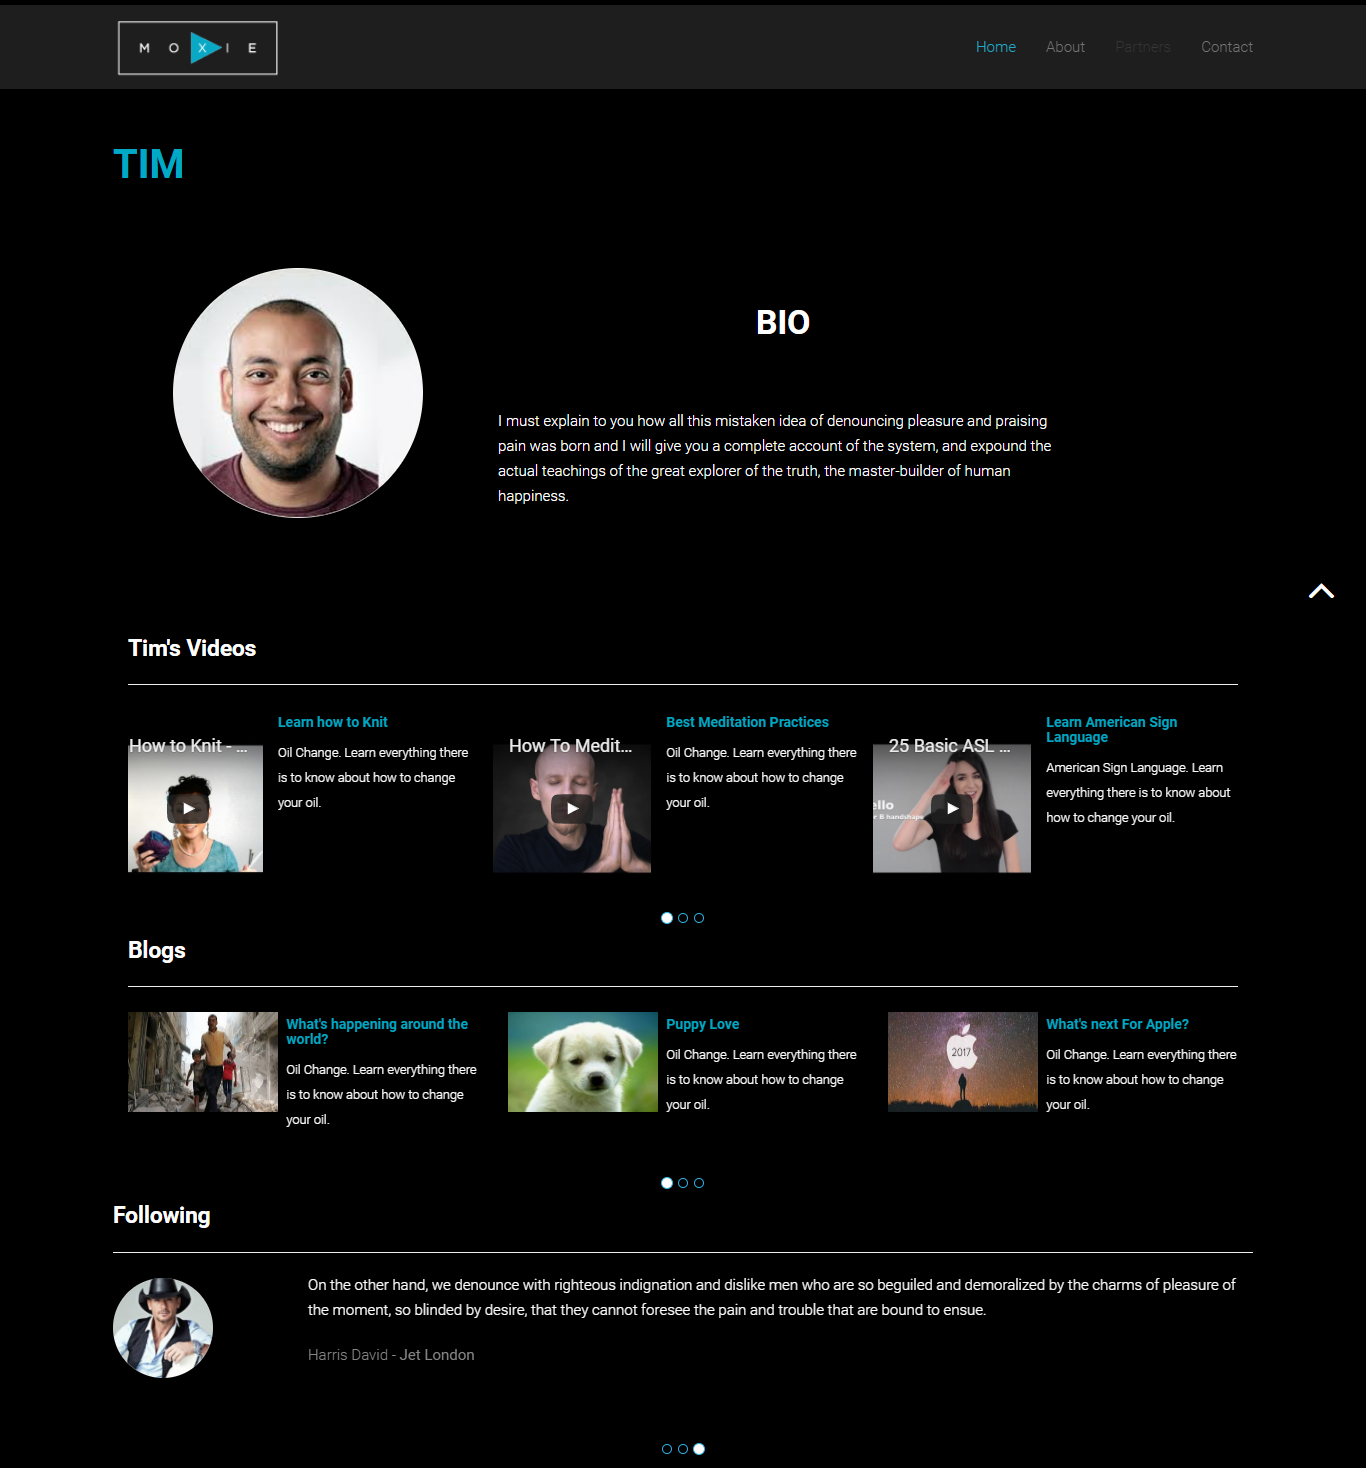 MOXIE
Home About Partners Contact
TIM
BIO
I must explain to you how all this mistaken idea of denouncing pleasure and praising
pain was born and I will give you a complete account of the system, and expound the
actual teachings of the great explorer of the truth, the master-builder of human
happiness.
Tim's Videos
How to Knit - ...
Learn how to Knit
Oil Change. Learn everything there
is to know about how to change
your oil.
How To Medit...
Best Meditation Practices
Oil Change. Learn everything there
is to know about how to change
your oil.
25 Basic ASL ...
ello
r B handshape
Learn American Sign
Language
American Sign Language. Learn
everything there is to know about
how to change your oil.
Blogs
What's happening around the
world?
Oil Change. Learn everything there
is to know about how to change
your oil.
Puppy Love
Oil Change. Learn everything there
is to know about how to change
your oil.
2017
What's next For Apple?
Oil Change. Learn everything there
is to know about how to change
your oil.
Following
On the other hand, we denounce with righteous indignation and dislike men who are so beguiled and demoralized by the charms of pleasure of
the moment, so blinded by desire, that they cannot foresee the pain and trouble that are bound to ensue.
Harris David - Jet London